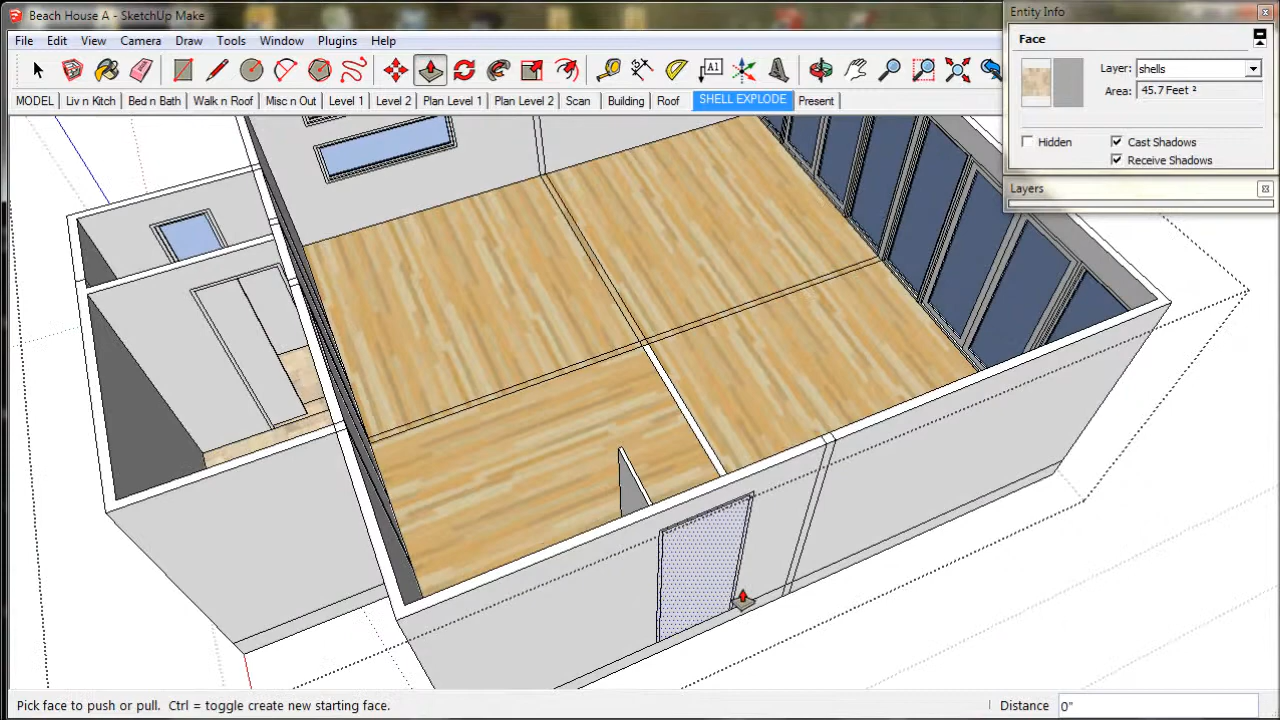 Beach House A - SketchUp Make
Entity Info
File Edit View Camera Draw Tools Window Plugins Help
Face
Layer: shells
Area: 45.7 Feet ²
A1
Walk n Roof Misc n Out Level 1 Level 2 Plan Level 1 Plan Level 2 Scan Building Roof SHELL EXPLODE Present
n Kitch Bed n Bath
Hidden Cast Shadows
Receive Shadows
Layers
Pick face to push or pull. Ctrl = toggle create new starting face. Distance 0"